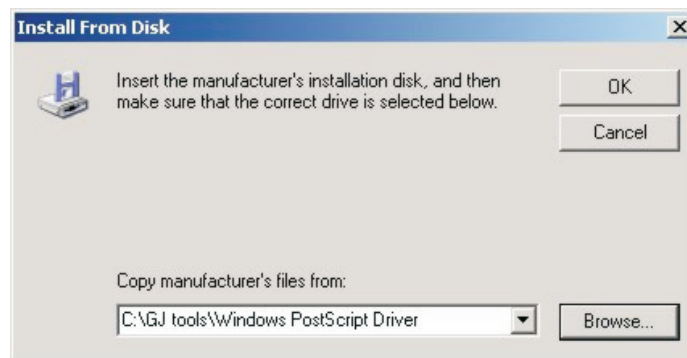 Install From Disk
Insert the manufacturer's installation disk, and then
make sure that the correct drive is selected below.
OK
Cancel
Copy manufacturer's files from:
C:\GJ tools\Windows PostScript Driver
Browse...